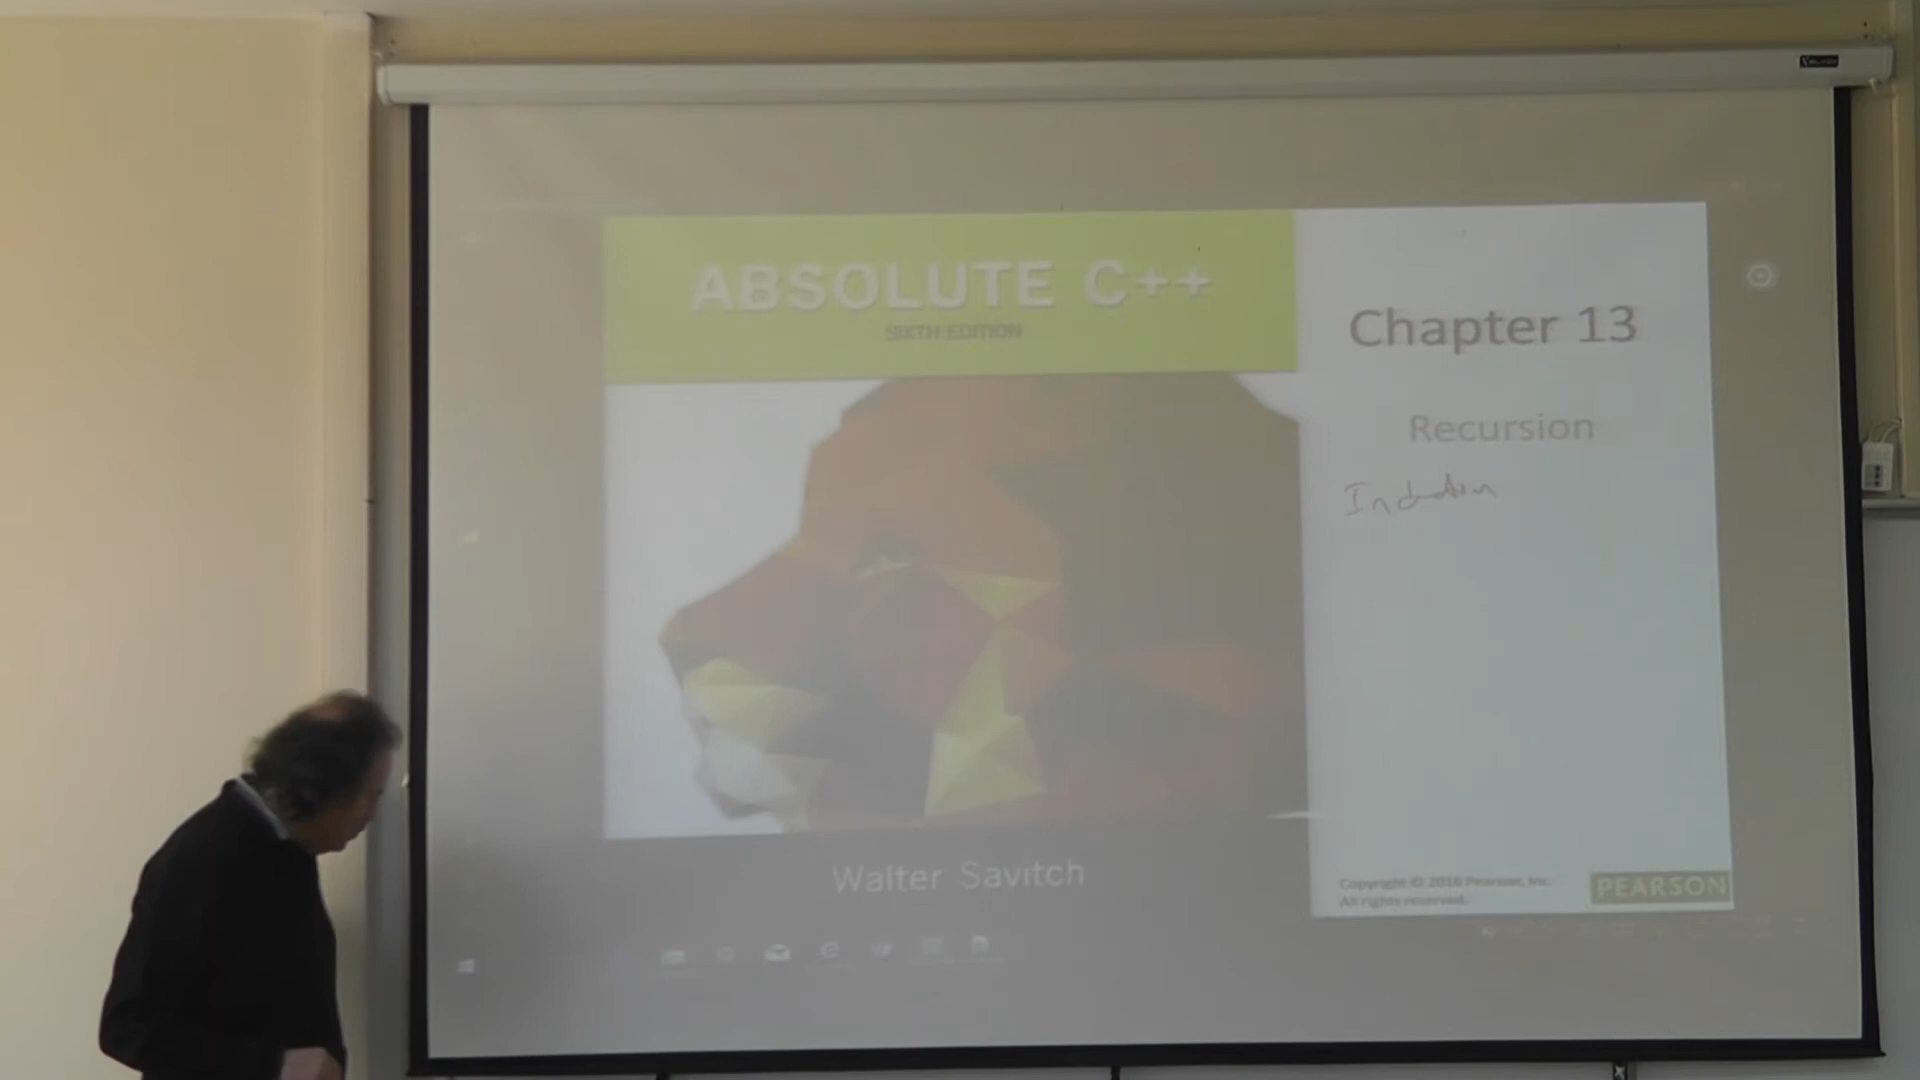 ABSOLUTE C++
SIXTH EDITION
Chapter 13
Recursion
Induction
Walter Savitch
Copyright © 2016 Pearson, Inc.
All rights reserved.
PEARSON